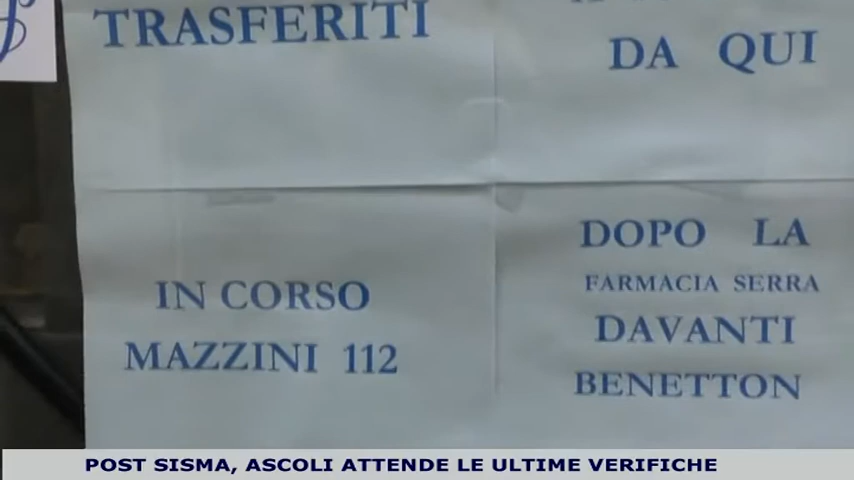 TRASFERITI
DA QUI
IN CORSO
MAZZINI 112
DOPO LA
FARMACIA SERRA
DAVANTI
BENETTON
POST SISMA, ASCOLI ATTENDE LE ULTIME VERIFICHE